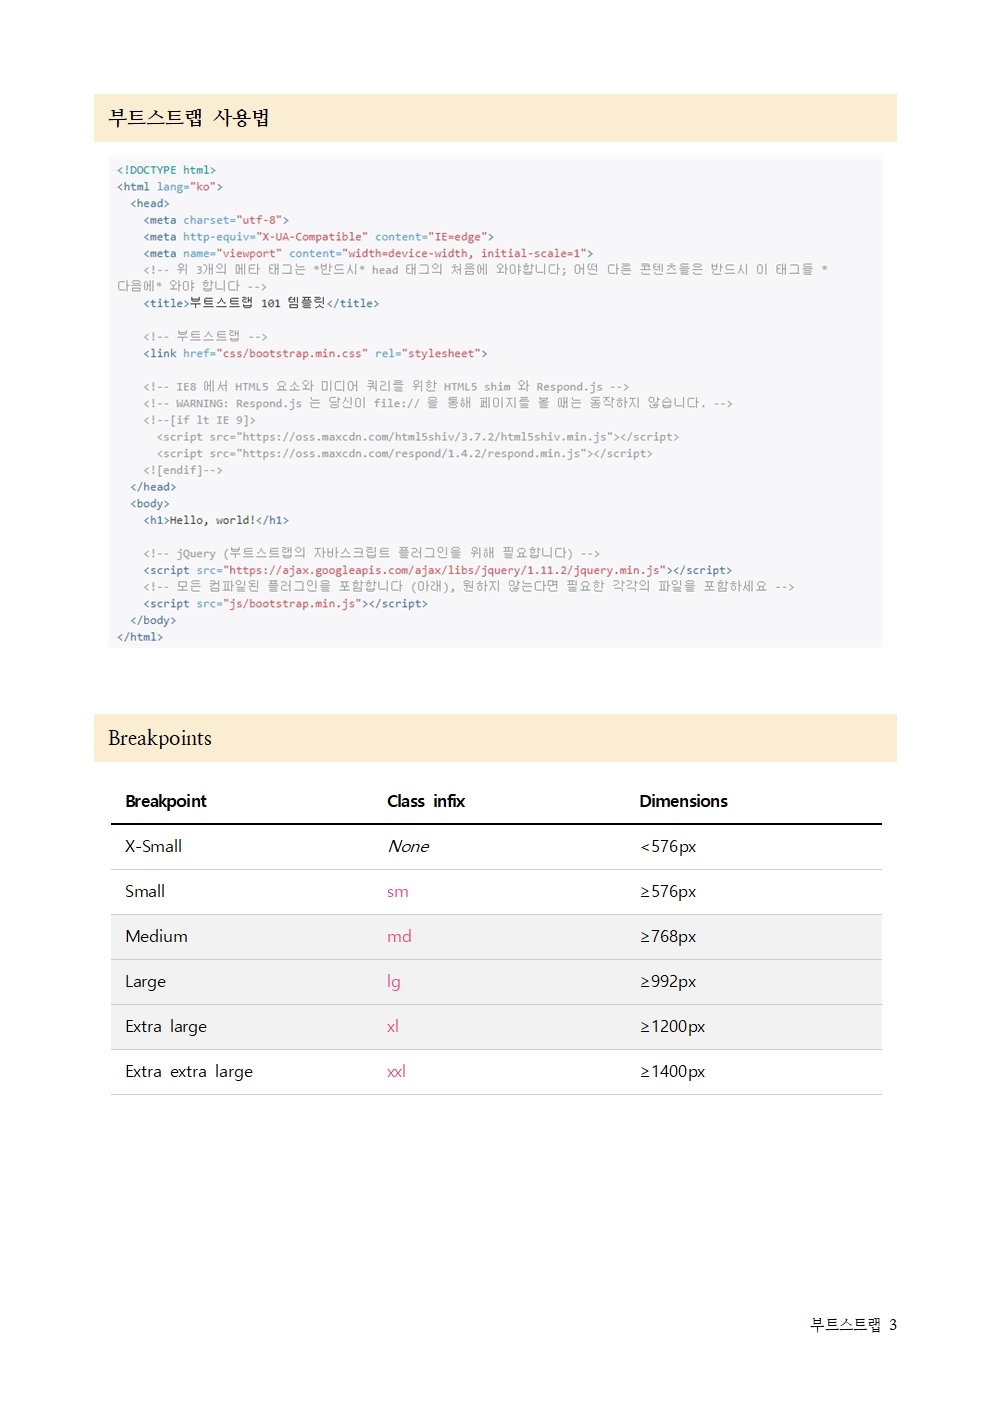 부트스트랩 사용법
<!DOCTYPE html>
<html lang="ko">
  <head>
    <meta charset="utf-8">
    <meta http-equiv="X-UA-Compatible" content="IE=edge">
    <meta name="viewport" content="width=device-width, initial-scale=1">
    <!-- 위 3개의 메타 태그는 *반드시* head 태그의 처음에 와야합니다; 어떤 다른 콘텐츠들은 반드시 이 태그들 *
다음에* 와야 합니다 -->
    <title>부트스트랩 101 템플릿</title>
    <!-- 부트스트랩 -->
    <link href="css/bootstrap.min.css" rel="stylesheet">
    <!-- IE8 에서 HTML5 요소와 미디어 쿼리를 위한 HTML5 shim 와 Respond.js -->
    <!-- WARNING: Respond.js 는 당신이 file:// 을 통해 페이지를 볼 때는 동작하지 않습니다. -->
    <!--[if lt IE 9]>
      <script src="https://oss.maxcdn.com/html5shiv/3.7.2/html5shiv.min.js"></script>
      <script src="https://oss.maxcdn.com/respond/1.4.2/respond.min.js"></script>
    <![endif]-->
  </head>
  <body>
    <h1>Hello, world!</h1>
    <!-- jQuery (부트스트랩의 자바스크립트 플러그인을 위해 필요합니다) -->
    <script src="https://ajax.googleapis.com/ajax/libs/jquery/1.11.2/jquery.min.js"></script>
    <!-- 모든 컴파일된 플러그인을 포함합니다 (아래), 원하지 않는다면 필요한 각각의 파일을 포함하세요 -->
    <script src="js/bootstrap.min.js"></script>
  </body>
</html>
Breakpoints
Breakpoint Class infix Dimensions
X-Small None <576px
Small sm ≥576px
Medium md ≥768px
Large lg ≥992px
Extra large xl ≥1200px
Extra extra large xxl ≥1400px
부트스트랩 3